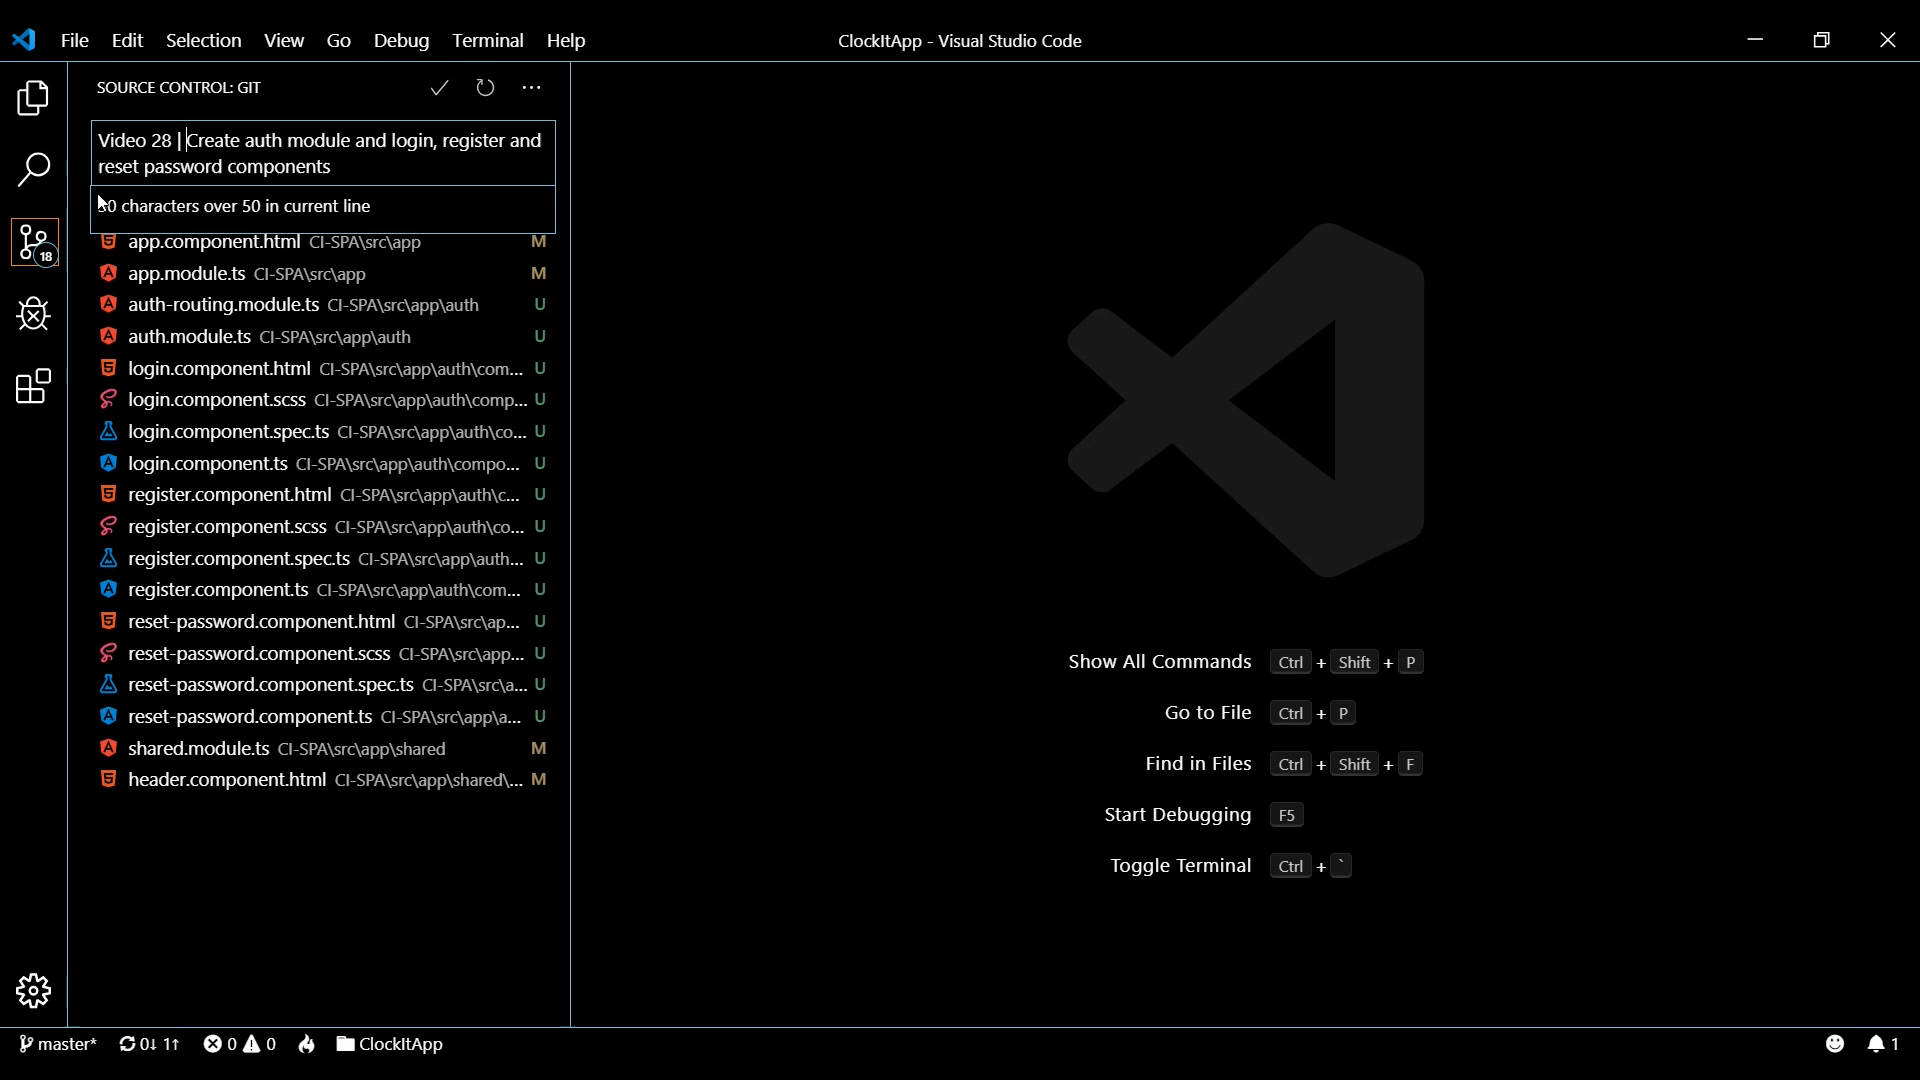 File Edit Selection View Go Debug Terminal Help ClockItApp - Visual Studio Code
SOURCE CONTROL: GIT
Video 28 | Create auth module and login, register and
reset password components
0 characters over 50 in current line
app.component.html CI-SPA\src\app M
app.module.ts CI-SPA\src\app M
auth-routing.module.ts CI-SPA\src\app\auth U
auth.module.ts CI-SPA\src\app\auth U
login.component.html CI-SPA\src\app\auth\com... U
login.component.scss CI-SPA\src\app\auth\comp... U
login.component.spec.ts CI-SPA\src\app\auth\co... U
login.component.ts CI-SPA\src\app\auth\compo... U
register.component.html CI-SPA\src\app\auth\c... U
register.component.scss CI-SPA\src\app\auth\co... U
register.component.spec.ts CI-SPA\src\app\auth... U
register.component.ts CI-SPA\src\app\auth\com... U
reset-password.component.html CI-SPA\src\ap... U
reset-password.component.scss CI-SPA\src\app... U
reset-password.component.spec.ts CI-SPA\src\a... U
reset-password.component.ts CI-SPA\src\app\a... U
shared.module.ts CI-SPA\src\app\shared M
header.component.html CI-SPA\src\app\shared\... M
18
Show All Commands Ctrl + Shift + P
Go to File Ctrl + P
Find in Files Ctrl + Shift + F
Start Debugging F5
Toggle Terminal Ctrl + `
master* 0↓ 1↑ 0 0 ClockItApp 1